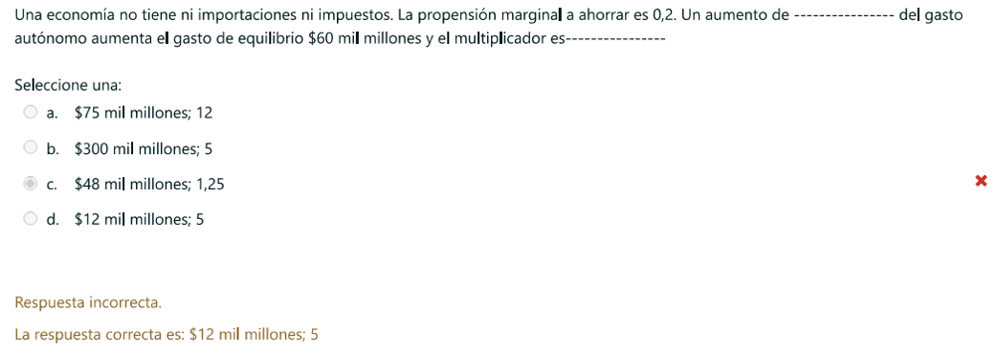 Una economía no tiene ni importaciones ni impuestos. La propensión marginal a ahorrar es 0,2. Un aumento de ---------------- del gasto
autónomo aumenta el gasto de equilibrio $60 mil millones y el multiplicador es----------------
Seleccione una:
a. $75 mil millones; 12
b. $300 mil millones; 5
c. $48 mil millones; 1,25
d. $12 mil millones; 5
Respuesta incorrecta.
La respuesta correcta es: $12 mil millones; 5